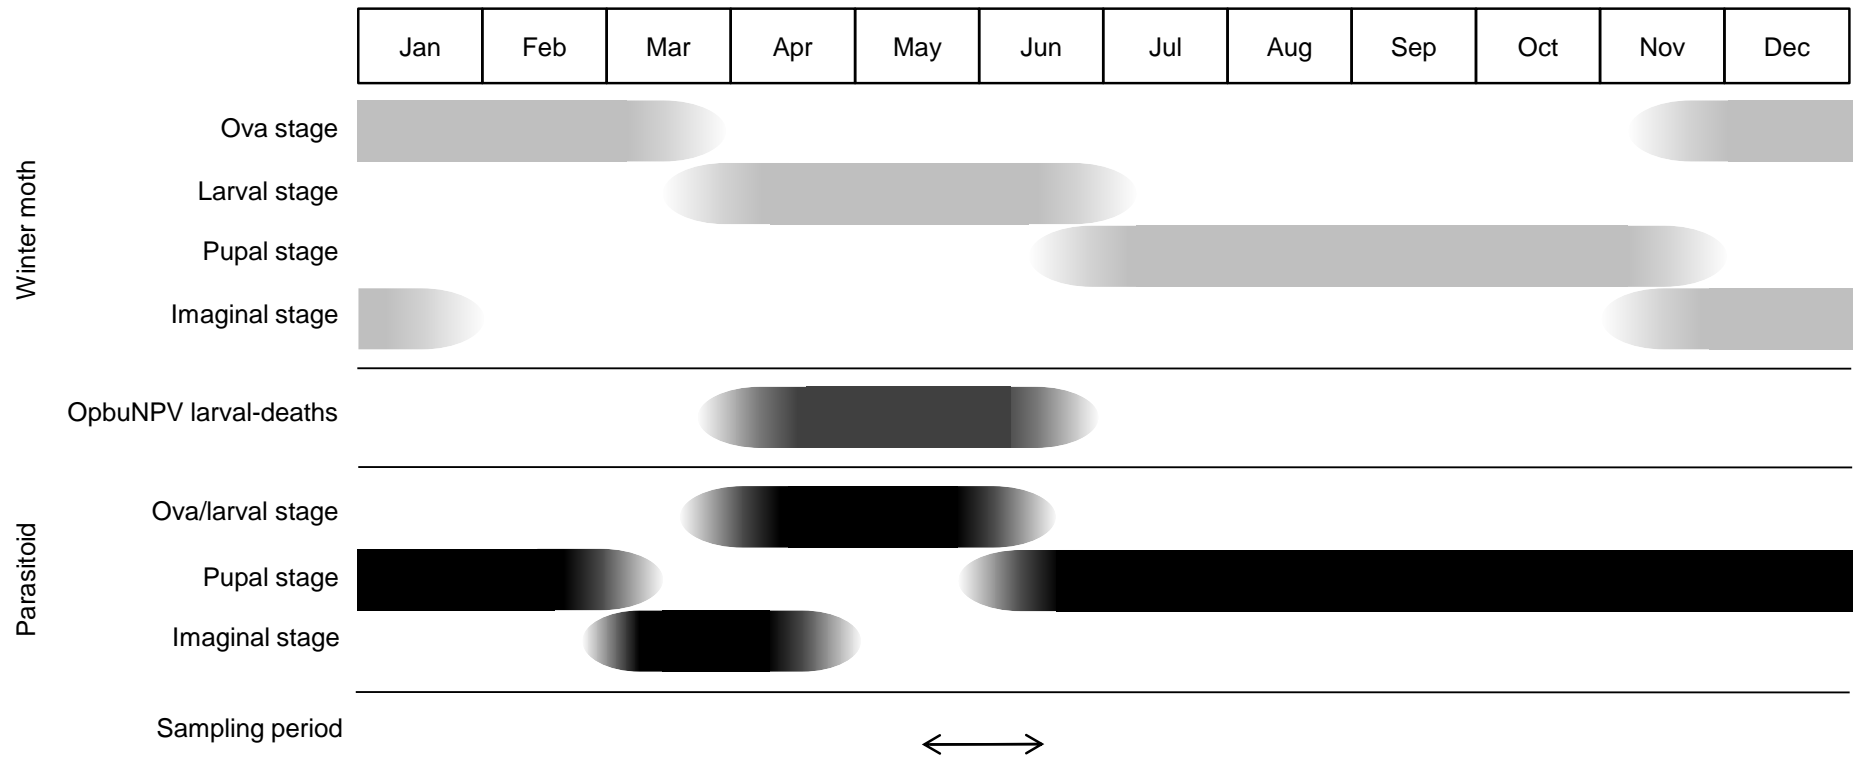 Jan Feb Mar Apr May Jun Jul Aug Sep Oct Nov Dec
Winter moth
Ova stage
Larval stage
Pupal stage
Imaginal stage
OpbuNPV larval-deaths
Parasitoid
Ova/larval stage
Pupal stage
Imaginal stage
Sampling period